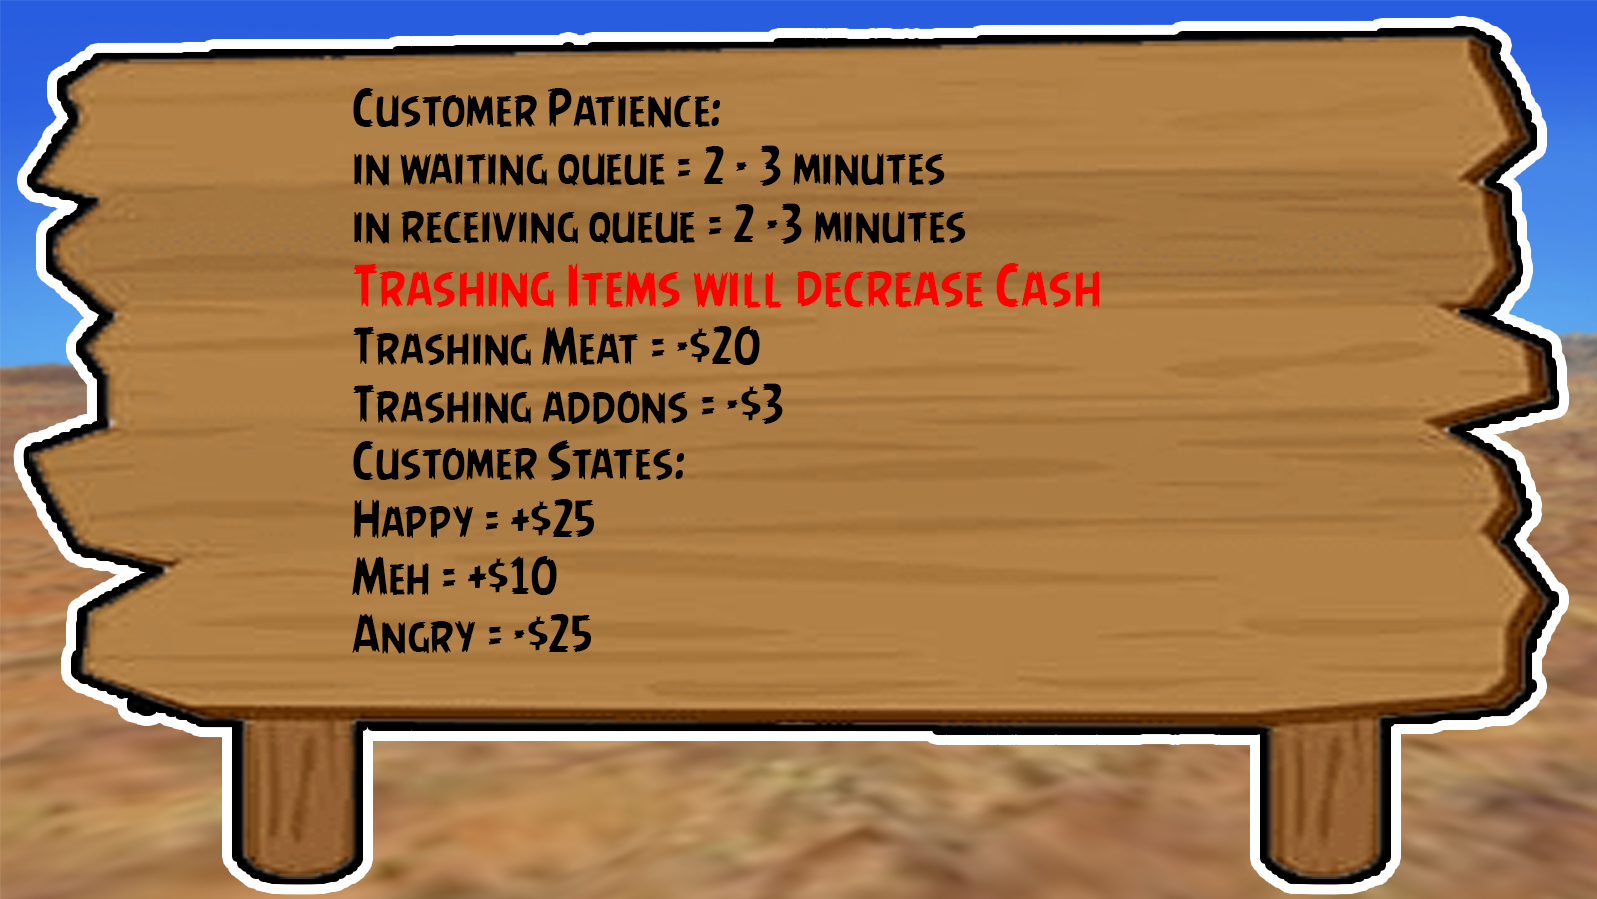 Customer Patience:
in waiting queue = 2 - 3 minutes
in receiving queue = 2 -3 minutes
Trashing Items will decrease Cash
Trashing Meat = -$20
Trashing addons = -$3
Customer States:
Happy = +$25
Meh = +$10
Angry = -$25